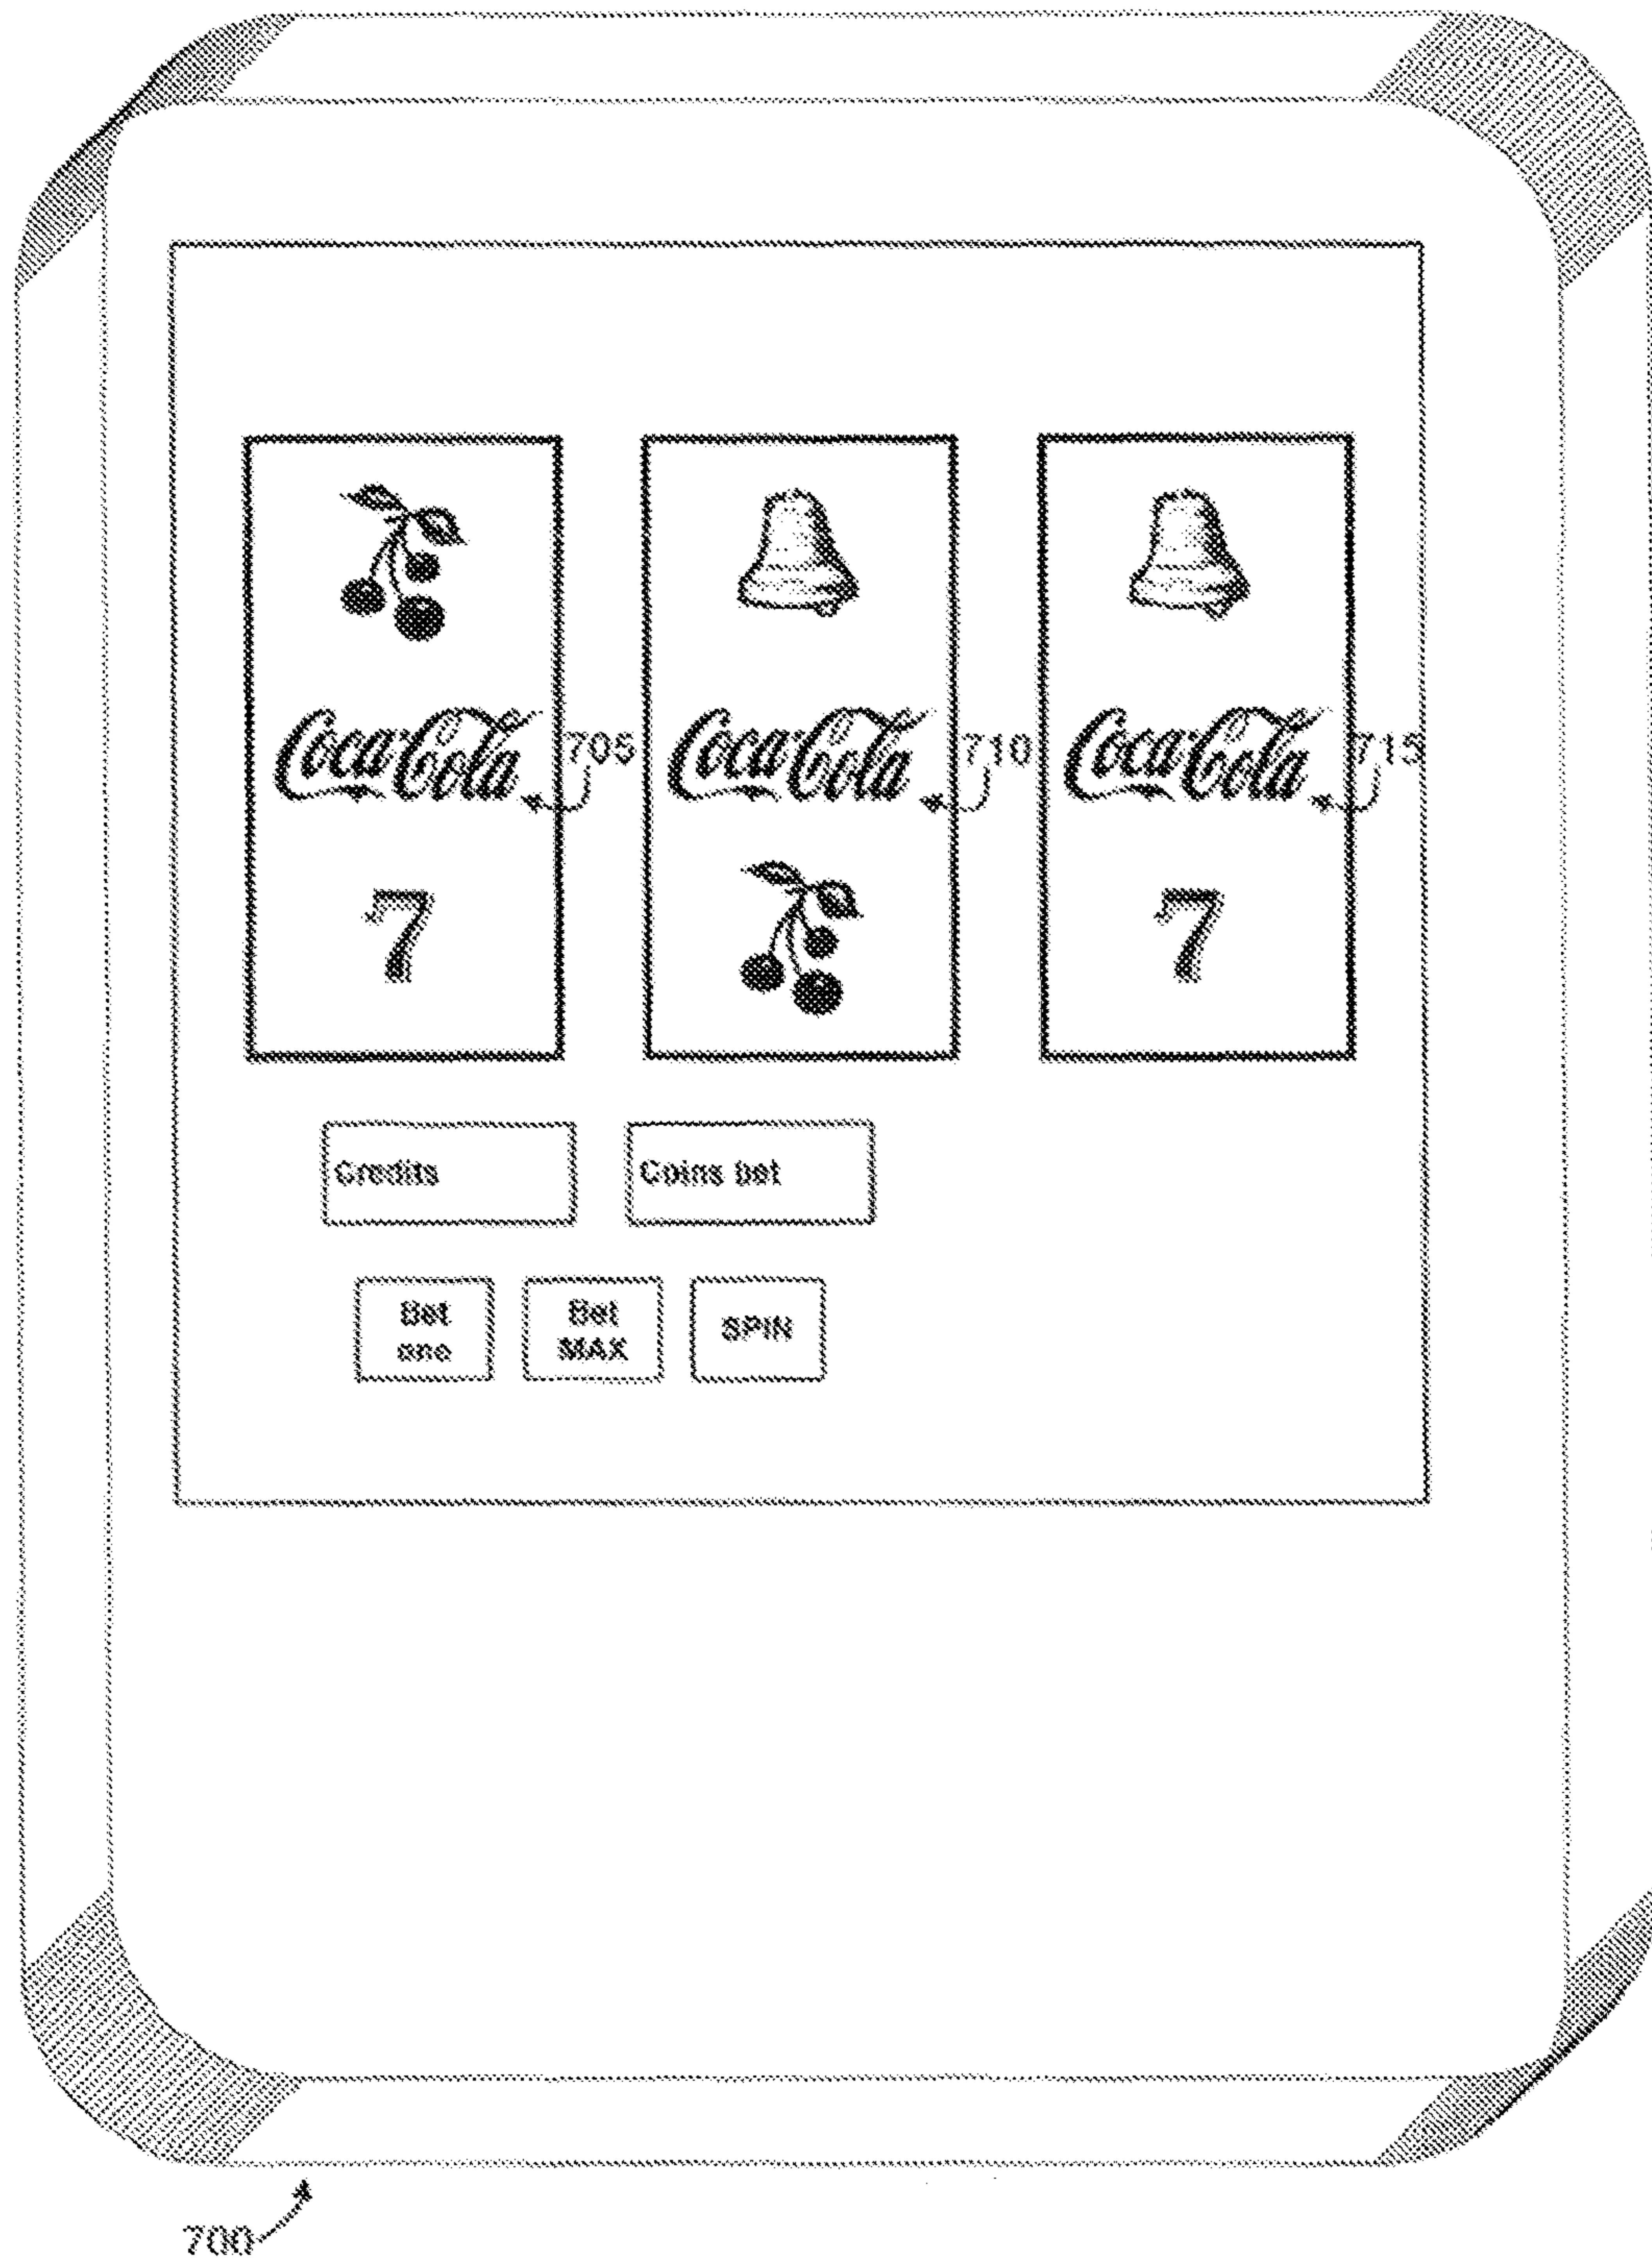 Coca-Cola 705 Coca-Cola 710 Coca-Cola 715
7 7
Credits Coins bet
Bet one
Bet MAX
SPIN
700